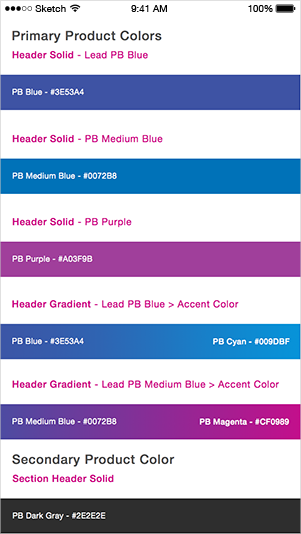 Sketch 9:41 AM 100%
Primary Product Colors
Header Solid - Lead PB Blue
PB Blue - #3E53A4
Header Solid - PB Medium Blue
PB Medium Blue - #0072B8
Header Solid - PB Purple
PB Purple - #A03F9B
Header Gradient - Lead PB Blue > Accent Color
PB Blue - #3E53A4 PB Cyan - #009DBF
Header Gradient - Lead PB Medium Blue > Accent Color
PB Medium Blue - #0072B8 PB Magenta - #CF0989
Secondary Product Color
Section Header Solid
PB Dark Gray - #2E2E2E